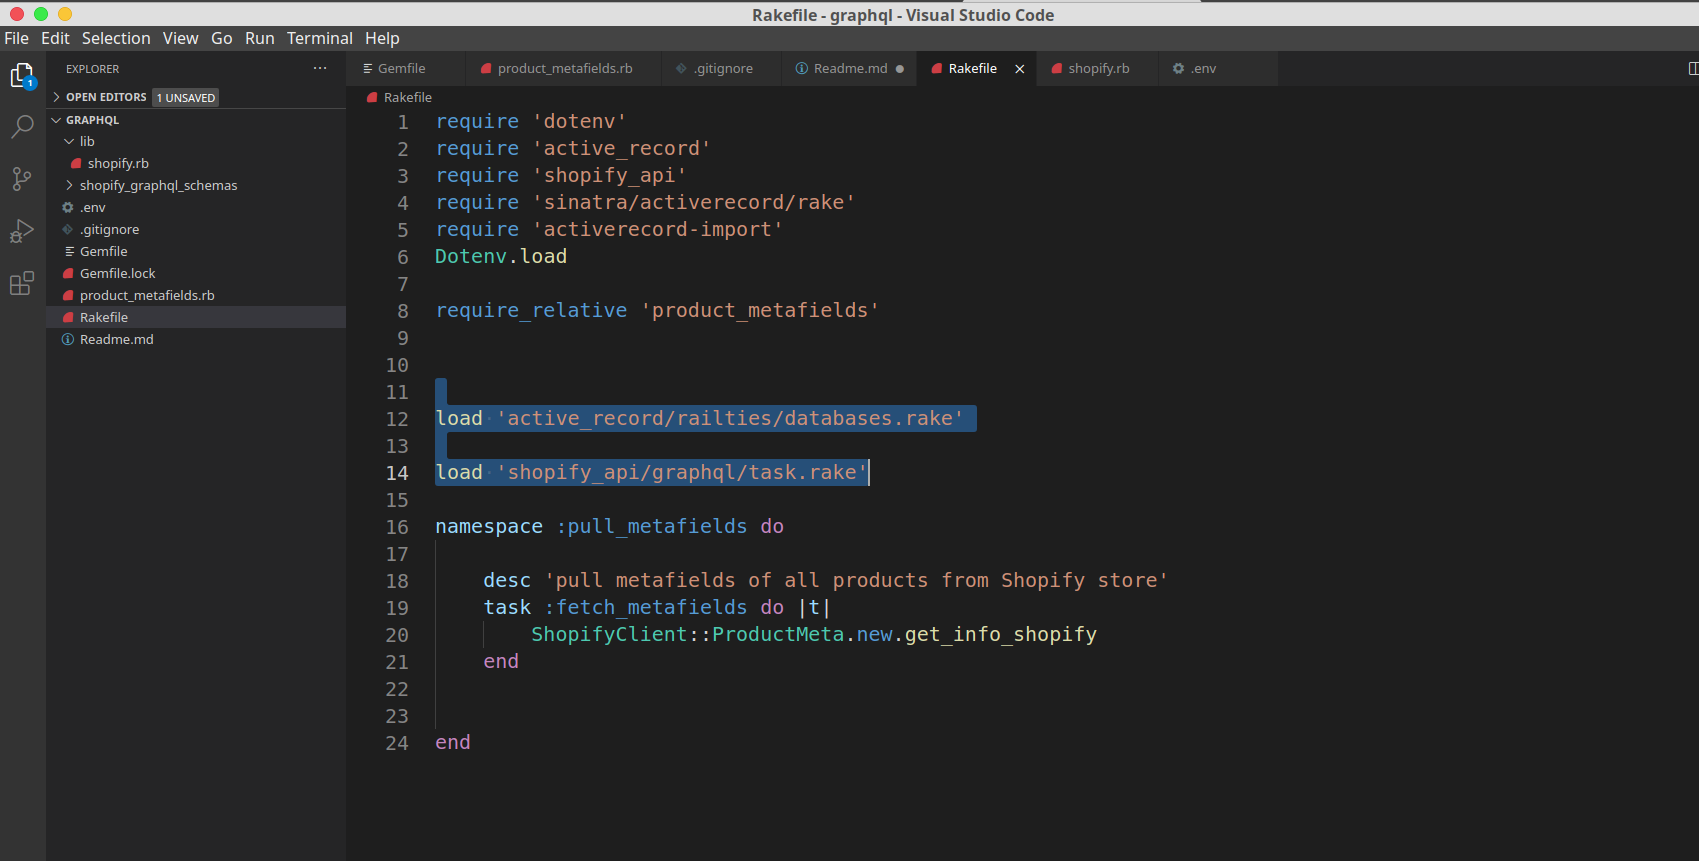 Rakefile - graphql - Visual Studio Code
File Edit Selection View Go Run Terminal Help
EXPLORER ···
OPEN EDITORS 1 UNSAVED
GRAPHQL
lib
shopify.rb
shopify_graphql_schemas
.env
.gitignore
Gemfile
Gemfile.lock
product_metafields.rb
Rakefile
Readme.md
1
Gemfile product_metafields.rb .gitignore Readme.md ● Rakefile × shopify.rb .env
Rakefile
1 require 'dotenv'
2 require 'active_record'
3 require 'shopify_api'
4 require 'sinatra/activerecord/rake'
5 require 'activerecord-import'
6 Dotenv.load
7
8 require_relative 'product_metafields'
9
10
11
12 load 'active_record/railties/databases.rake'
13
14 load 'shopify_api/graphql/task.rake'
15
16 namespace :pull_metafields do
17
18     desc 'pull metafields of all products from Shopify store'
19     task :fetch_metafields do |t|
20         ShopifyClient::ProductMeta.new.get_info_shopify
21     end
22
23
24 end